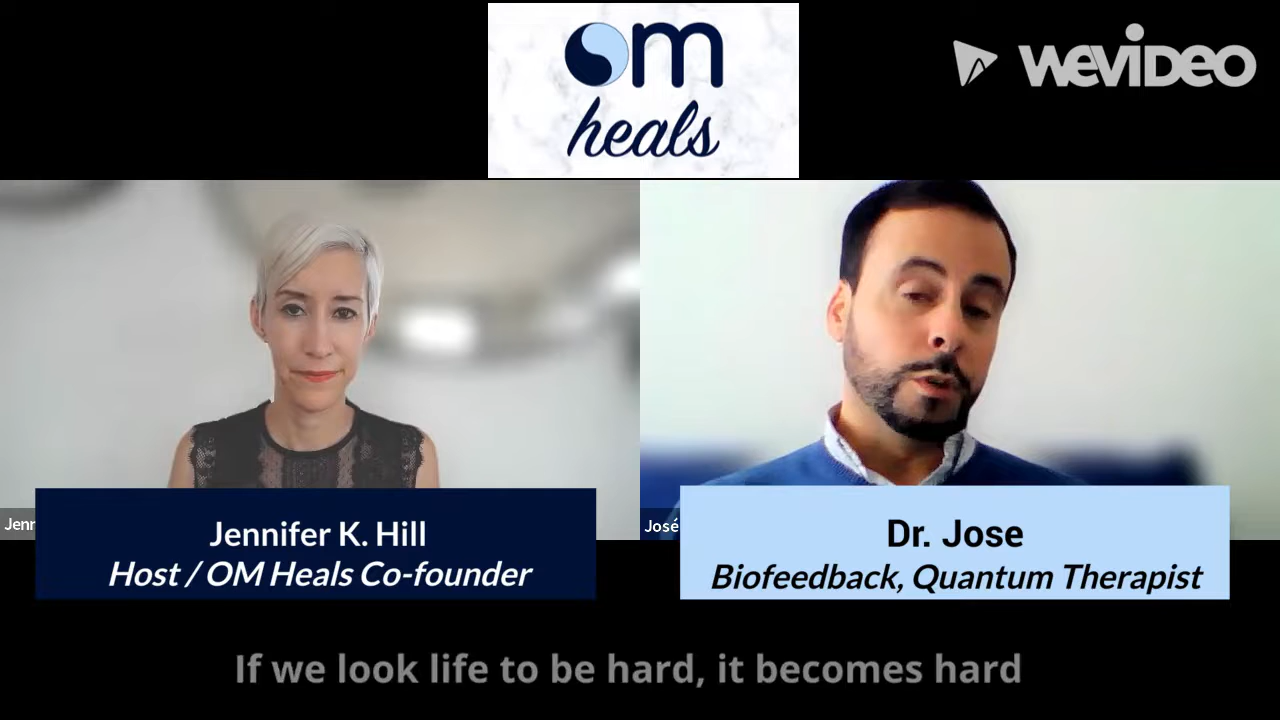 om
heals
WEVIDEO
Jenn
José
Jennifer K. Hill
Host / OM Heals Co-founder
Dr. Jose
Biofeedback, Quantum Therapist
If we look life to be hard, it becomes hard